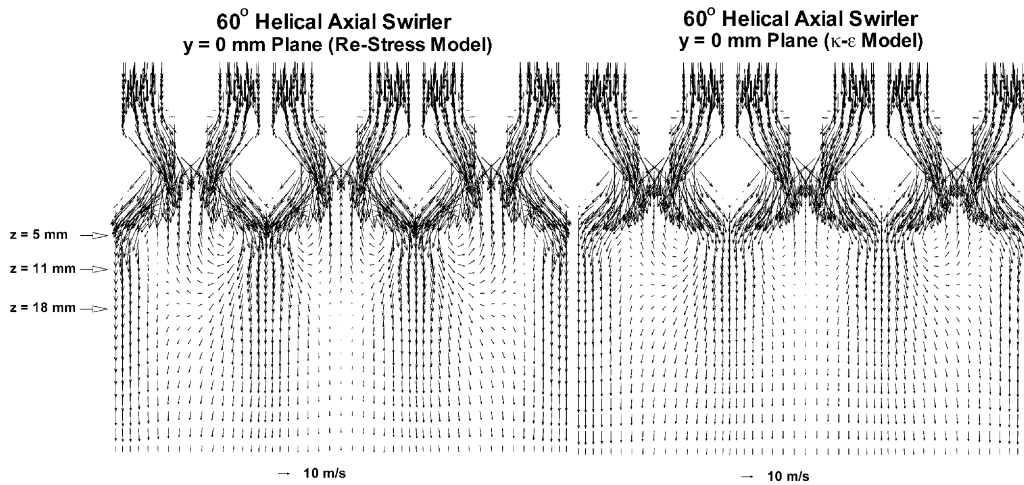 60° Helical Axial Swirler
y = 0 mm Plane (Re-Stress Model)
z = 5 mm
z = 11 mm
z = 18 mm
10 m/s
60° Helical Axial Swirler
y = 0 mm Plane (κ-ε Model)
10 m/s